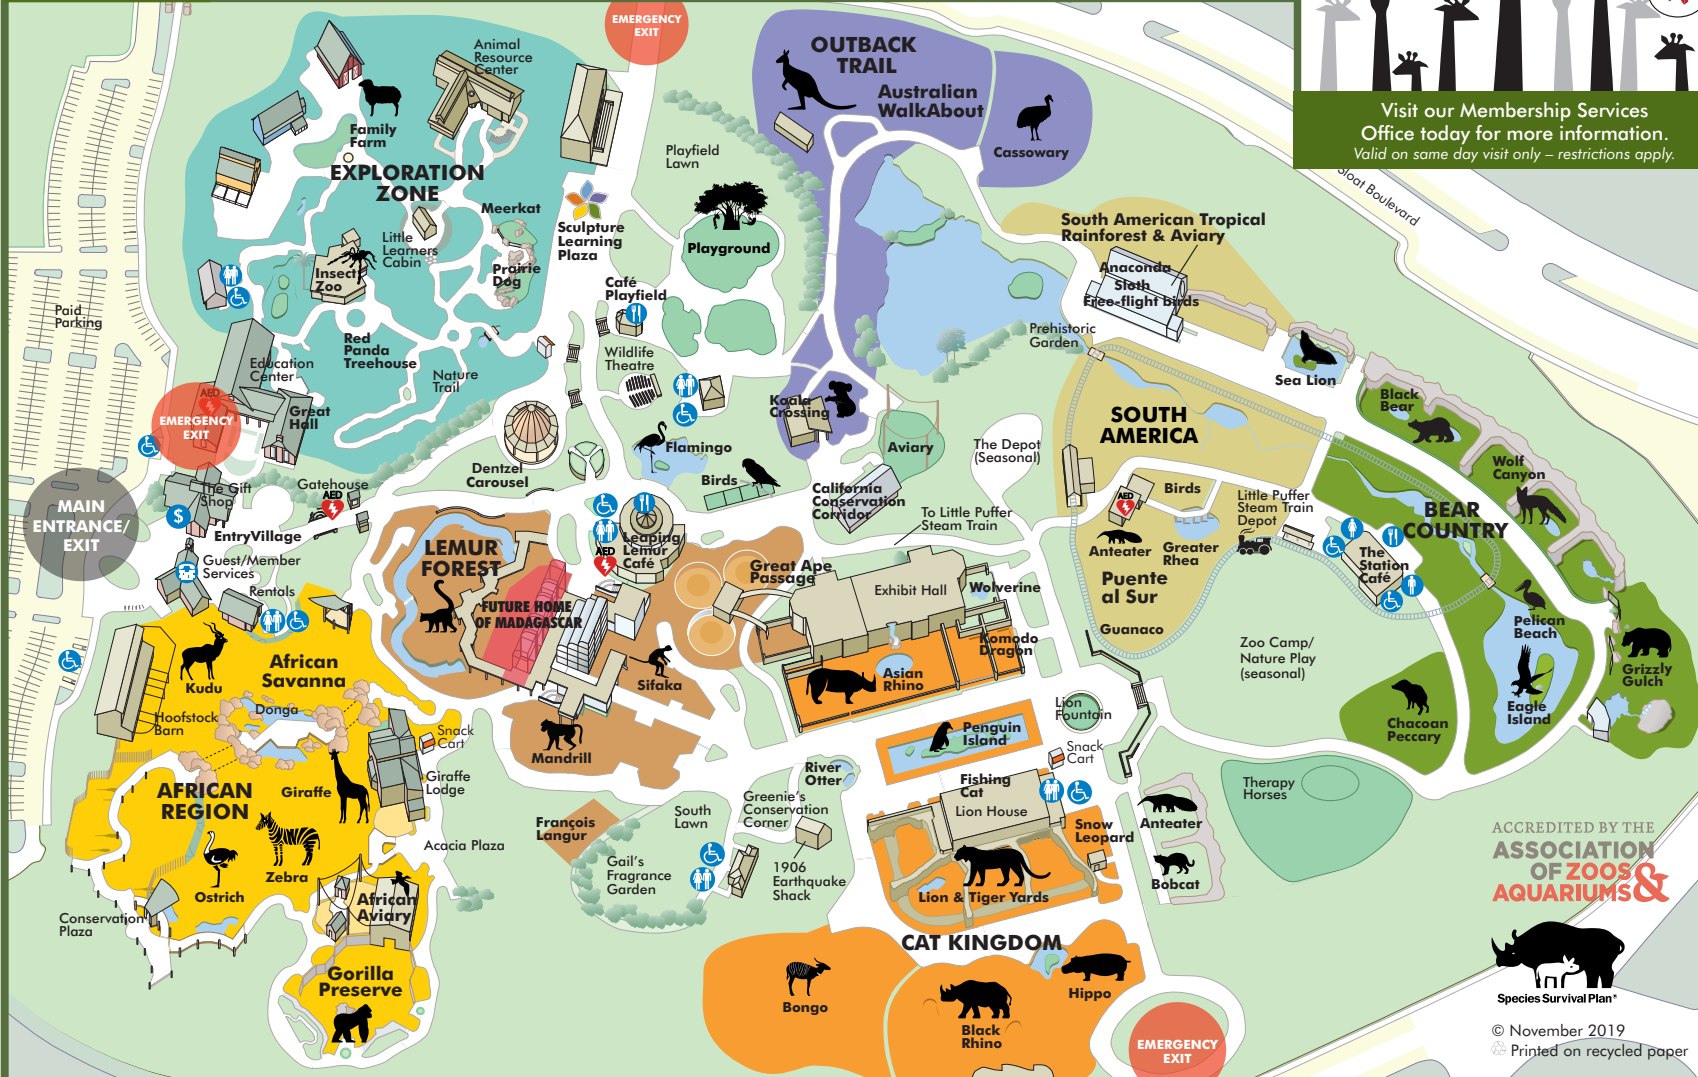 EMERGENCY
EXIT
Visit our Membership Services
Office today for more information.
Valid on same day visit only – restrictions apply.
Sloat Boulevard
OUTBACK
TRAIL
Australian
WalkAbout
Cassowary
Animal
Resource
Center
Family
Farm
EXPLORATION
ZONE
Playfield
Lawn
Meerkat
Little
Learners
Cabin
Insect
Zoo
Prairie
Dog
Sculpture
Learning
Plaza
Playground
Café
Playfield
South American Tropical
Rainforest & Aviary
Anaconda
Sloth
Free-flight birds
Prehistoric
Garden
Sea Lion
Paid
Parking
Red
Panda
Treehouse
Education
Center
Nature
Trail
Great
Hall
AED
EMERGENCY
EXIT
Wildlife
Theatre
Koala
Crossing
Flamingo
Birds
Aviary
The Depot
(Seasonal)
SOUTH
AMERICA
Black
Bear
Wolf
Canyon
BEAR
COUNTRY
Dentzel
Carousel
California
Conservation
Corridor
To Little Puffer
Steam Train
MAIN
ENTRANCE/
EXIT
The Gift
Shop
$
Gatehouse
AED
EntryVillage
Guest/Member
Services
Rentals
LEMUR
FOREST
FUTURE HOME
OF MADAGASCAR
Leaping
Lemur
Café
AED
Great Ape
Passage
Exhibit Hall
Wolverine
Komodo
Dragon
Asian
Rhino
AED
Birds
Anteater
Greater
Rhea
Puente
al Sur
Guanaco
Little Puffer
Steam Train
Depot
The
Station
Café
Pelican
Beach
Eagle
Island
Grizzly
Gulch
Chacoan
Peccary
Zoo Camp/
Nature Play
(seasonal)
Kudu
African
Savanna
Hoofstock
Barn
Donga
Sifaka
Mandrill
Snack
Cart
Giraffe
Lodge
AFRICAN
REGION
Giraffe
Zebra
Ostrich
Acacia Plaza
Conservation
Plaza
African
Aviary
Gorilla
Preserve
François
Langur
South
Lawn
Gail's
Fragrance
Garden
Greenie's
Conservation
Corner
1906
Earthquake
Shack
River
Otter
Penguin
Island
Lion
Fountain
Snack
Cart
Fishing
Cat
Lion House
Snow
Leopard
Lion & Tiger Yards
Anteater
Bobcat
Therapy
Horses
CAT KINGDOM
Bongo
Black
Rhino
Hippo
EMERGENCY
EXIT
ACCREDITED BY THE
ASSOCIATION
OF ZOOS
AQUARIUMS &
Species Survival Plan®
© November 2019
Printed on recycled paper